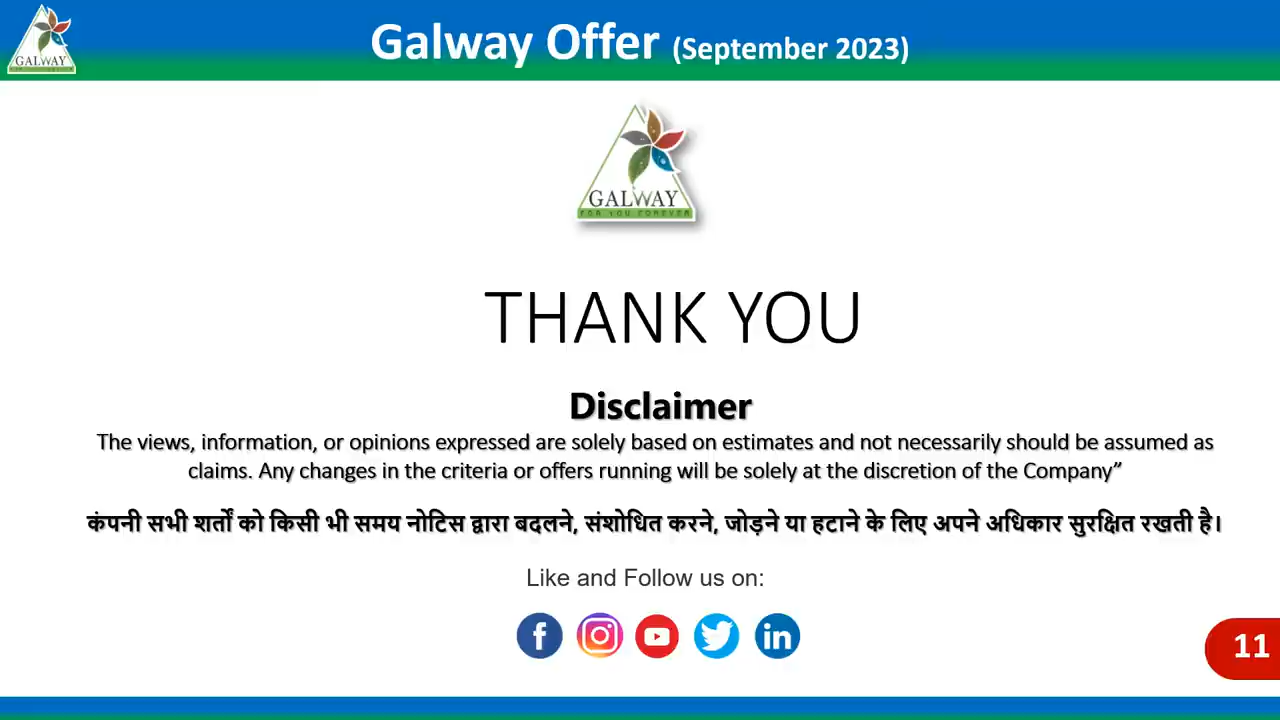 GALWAY
Galway Offer (September 2023)
GALWAY
FOR YOU FOREVER
THANK YOU
Disclaimer
The views, information, or opinions expressed are solely based on estimates and not necessarily should be assumed as
claims. Any changes in the criteria or offers running will be solely at the discretion of the Company”
कंपनी सभी शर्तों को किसी भी समय नोटिस द्वारा बदलने, संशोधित करने, जोड़ने या हटाने के लिए अपने अधिकार सुरक्षित रखती है।
Like and Follow us on:
11